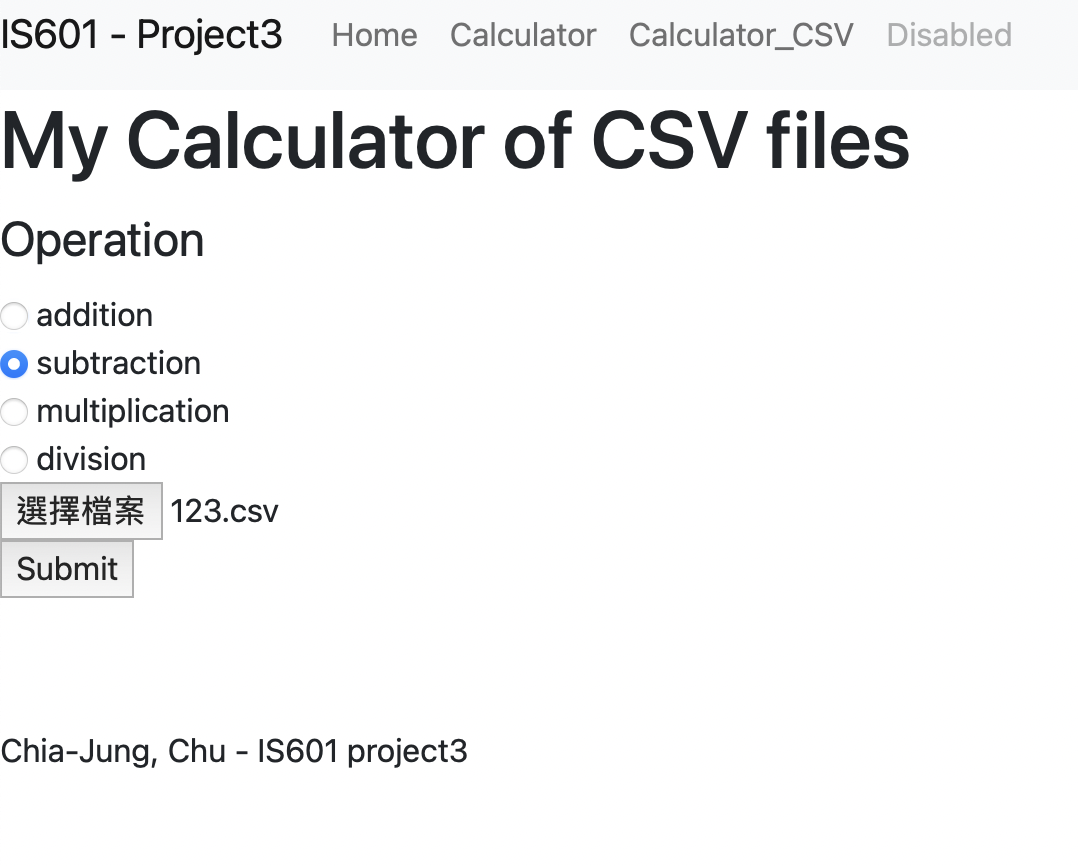 IS601 - Project3 Home Calculator Calculator_CSV Disabled
My Calculator of CSV files
Operation
addition
subtraction
multiplication
division
選擇檔案 123.csv
Submit
Chia-Jung, Chu - IS601 project3